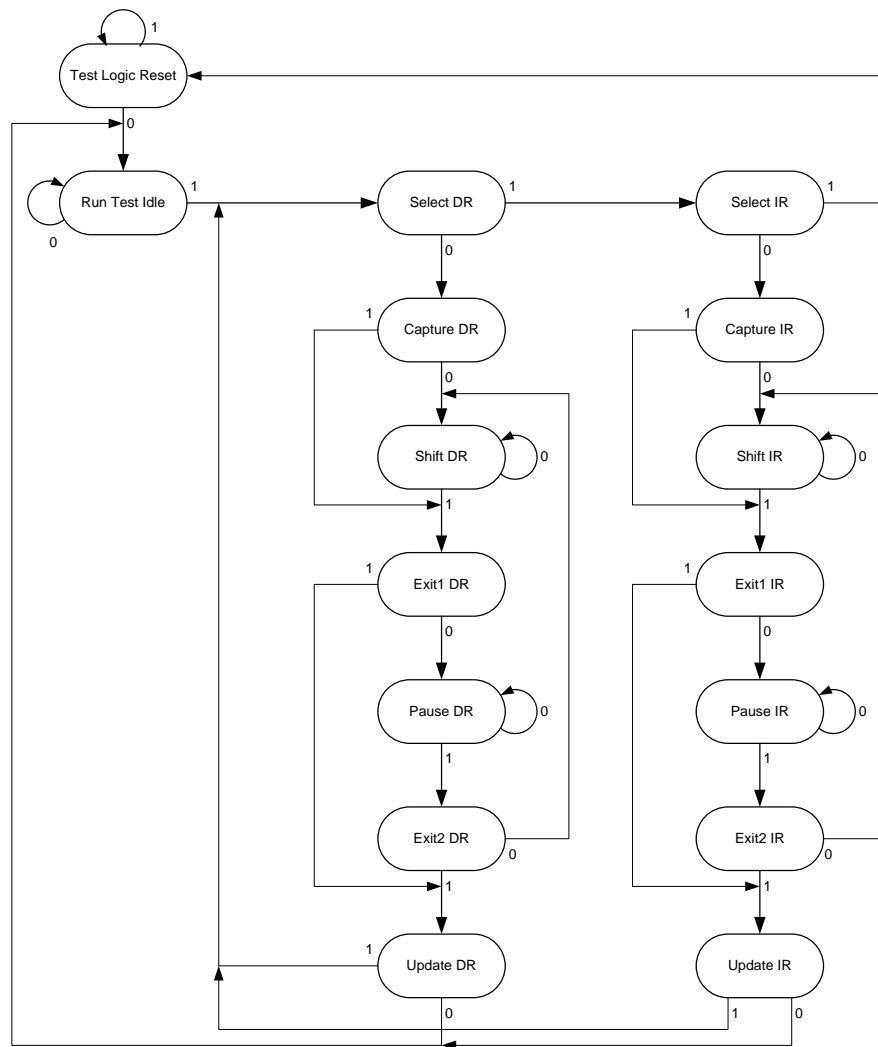 1
Test Logic Reset
0
Run Test Idle
1
0
Select DR
1
Select IR
1
0
0
1
Capture DR
1
Capture IR
0
0
Shift DR
0
Shift IR
0
1
1
1
Exit1 DR
1
Exit1 IR
0
0
Pause DR
0
Pause IR
0
1
1
Exit2 DR
0
Exit2 IR
0
1
1
1
Update DR
Update IR
0
1
0